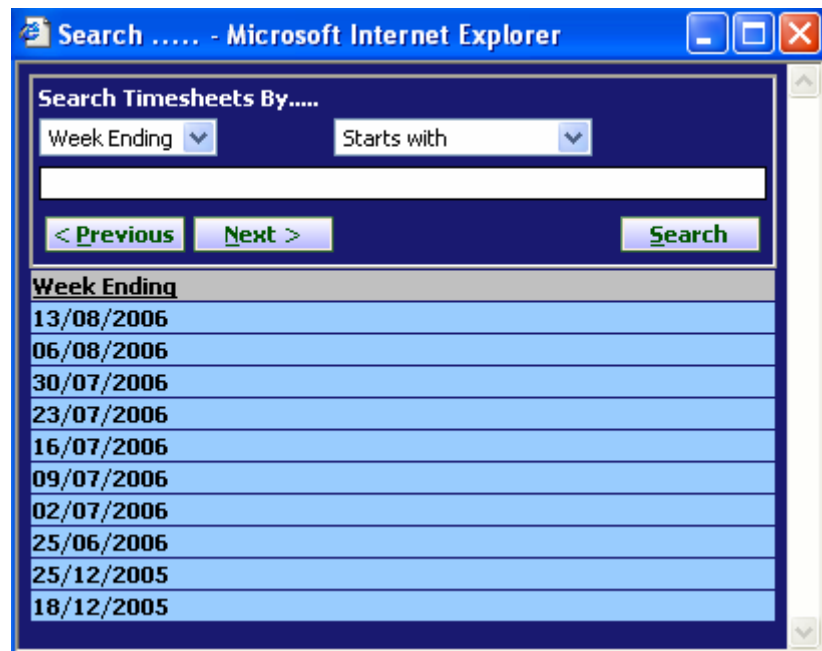 Search ..... - Microsoft Internet Explorer
Search Timesheets By.....
Week Ending Starts with
< Previous Next > Search
Week Ending
13/08/2006
06/08/2006
30/07/2006
23/07/2006
16/07/2006
09/07/2006
02/07/2006
25/06/2006
25/12/2005
18/12/2005